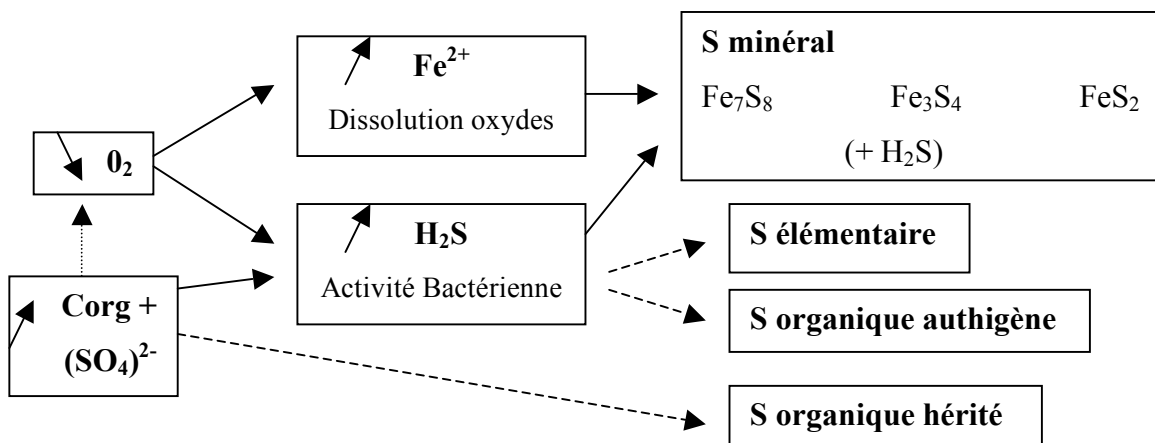 Fe²⁺
Dissolution oxydes
S minéral
Fe₇S₈ Fe₃S₄ FeS₂
(+ H₂S)
0₂
H₂S
Activité Bactérienne
Corg +
(SO₄)²⁻
S élémentaire
S organique authigène
S organique hérité